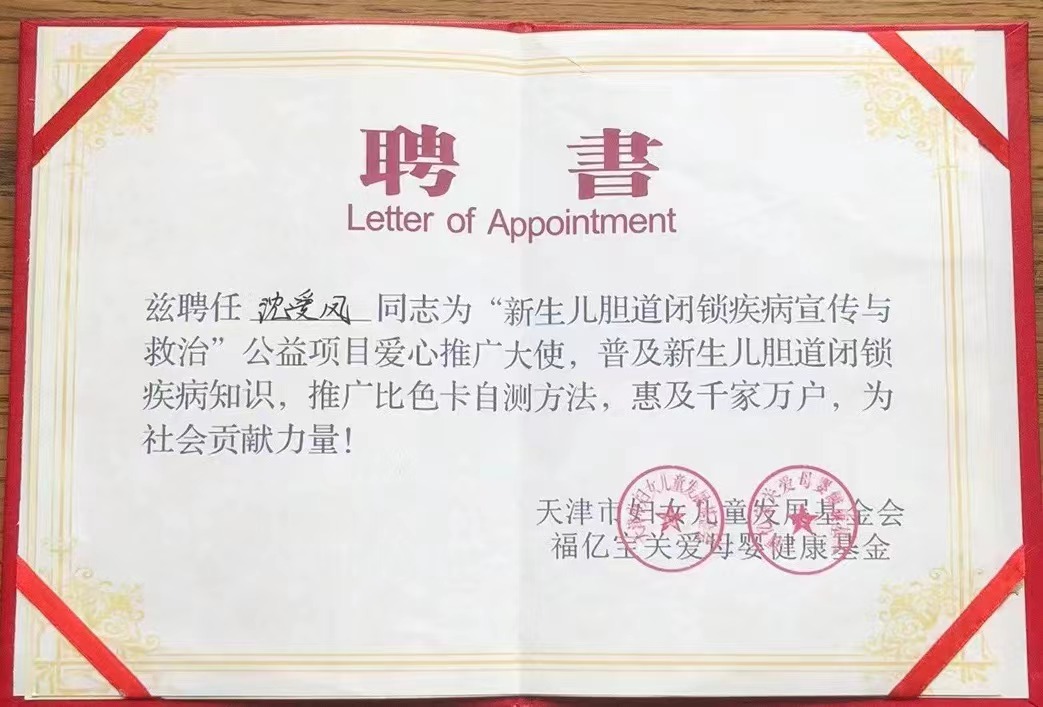 聘書
Letter of Appointment
兹聘任 沈受凤 同志为“新生儿胆道闭锁疾病宣传与
救治”公益项目爱心推广大使，普及新生儿胆道闭锁
疾病知识，推广比色卡自测方法，惠及千家万户，为
社会贡献力量！
天津市妇女儿童发展基金会
福亿宝关爱母婴健康基金